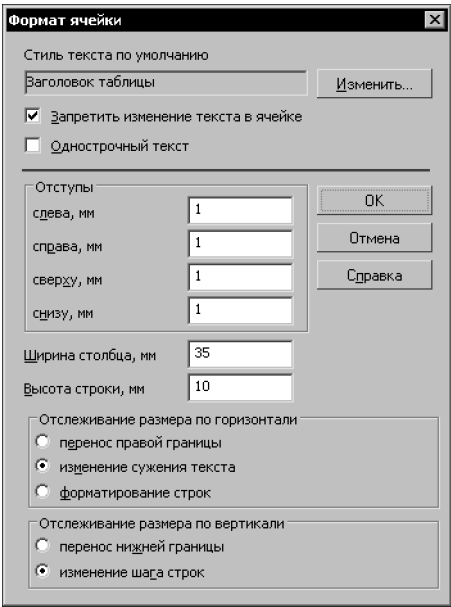 Формат ячейки
Стиль текста по умолчанию
Заголовок таблицы
Изменить...
Запретить изменение текста в ячейке
Однострочный текст
Отступы
слева, мм 1
справа, мм 1
сверху, мм 1
снизу, мм 1
OK
Отмена
Справка
Ширина столбца, мм 35
Высота строки, мм 10
Отслеживание размера по горизонтали
перенос правой границы
изменение сужения текста
форматирование строк
Отслеживание размера по вертикали
перенос нижней границы
изменение шага строк